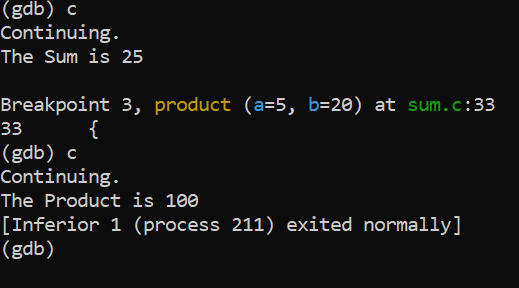 (gdb) c
Continuing.
The Sum is 25
Breakpoint 3, product (a=5, b=20) at sum.c:33
33      {
(gdb) c
Continuing.
The Product is 100
[Inferior 1 (process 211) exited normally]
(gdb)